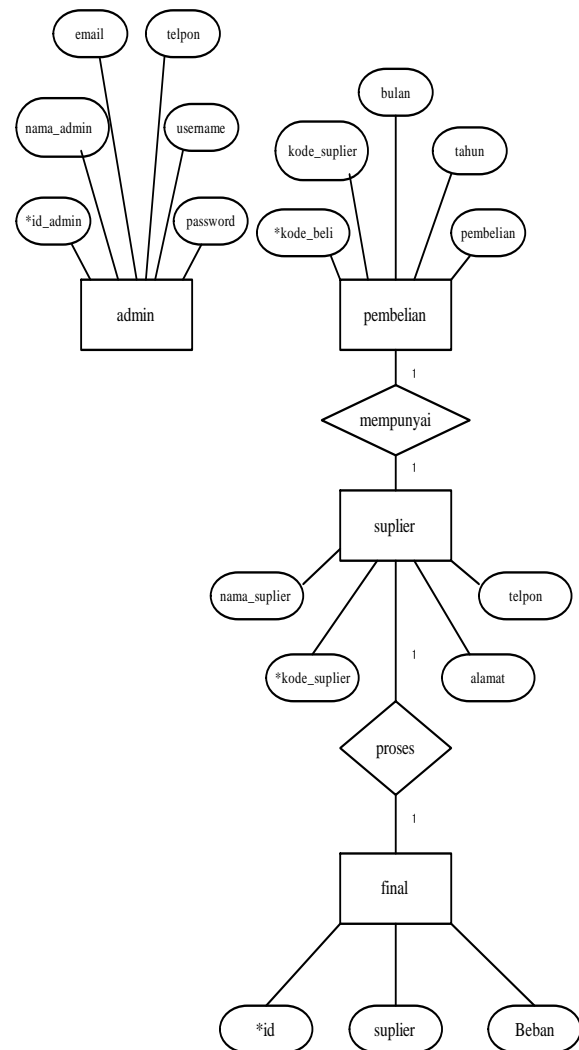 email
telpon
nama_admin
username
*id_admin
password
admin
bulan
kode_suplier
tahun
*kode_beli
pembelian
pembelian
1
mempunyai
1
suplier
nama_suplier
telpon
*kode_suplier
alamat
1
proses
1
final
*id
suplier
Beban